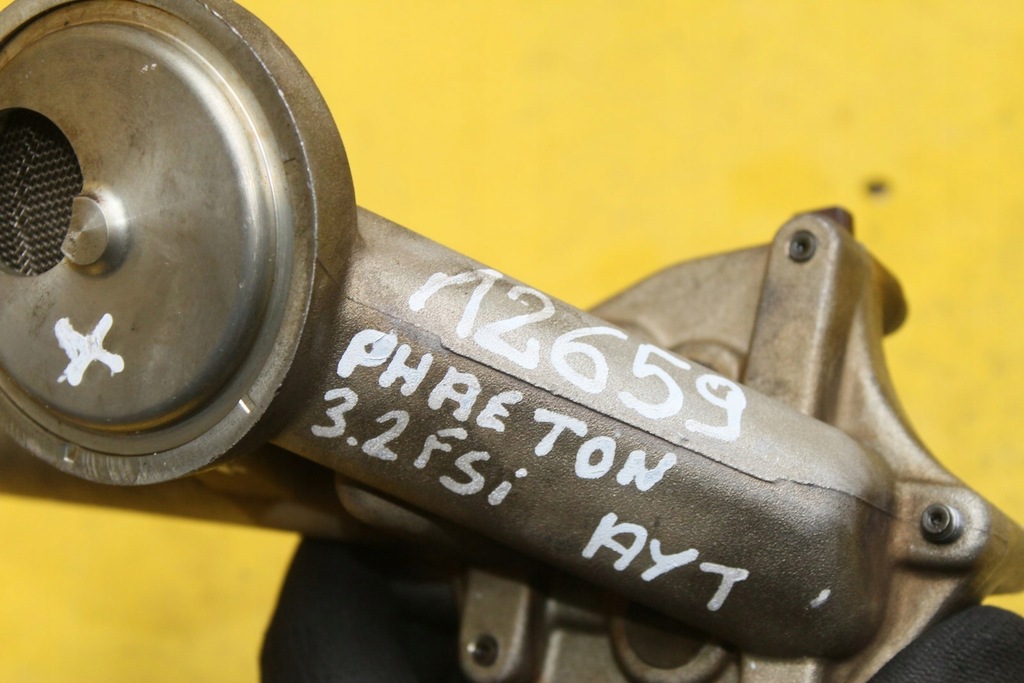 12659
PHAETON
3.2 FSi
AYT